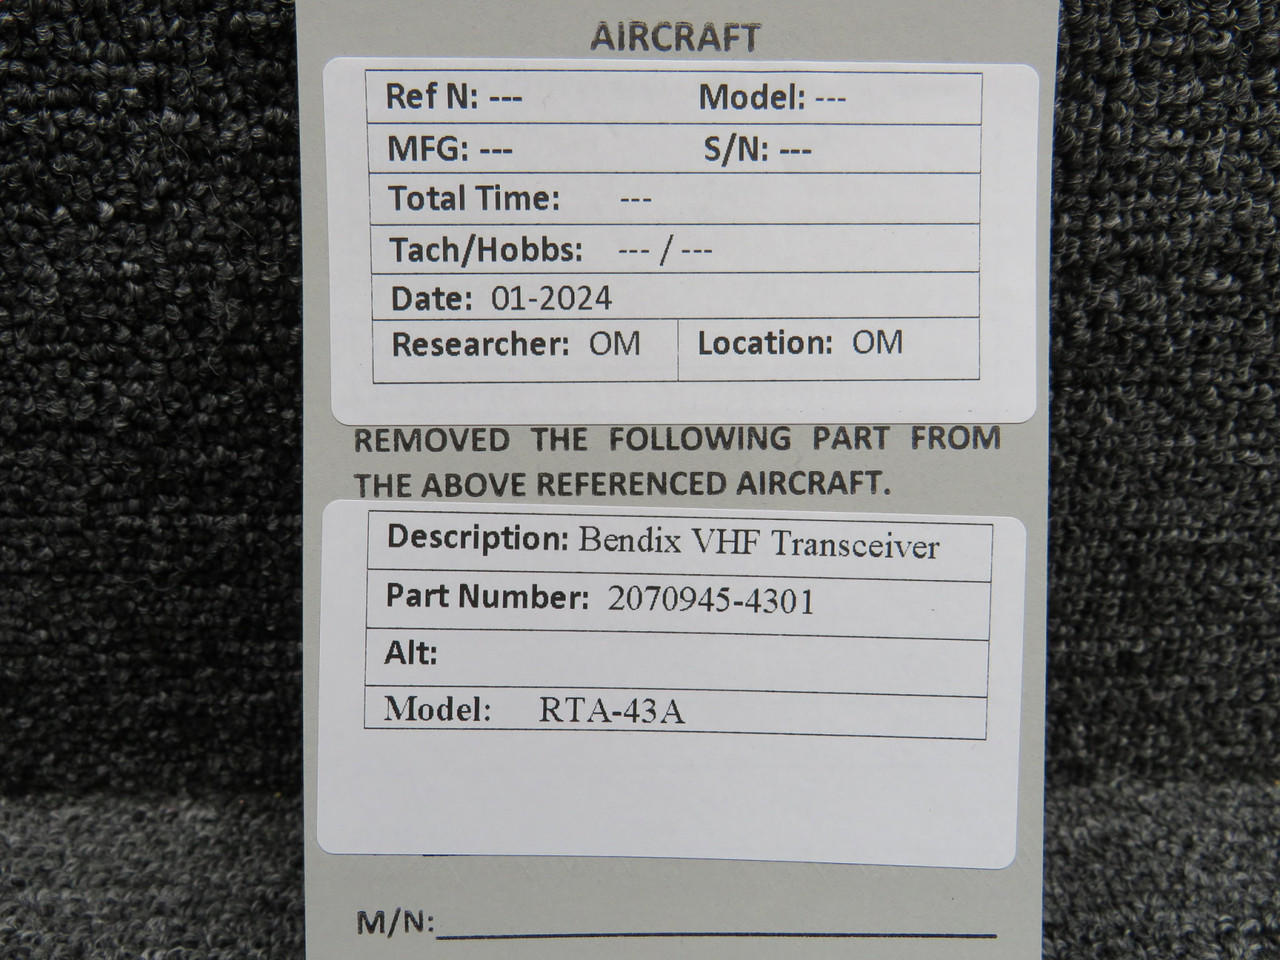 AIRCRAFT
Ref N: --- Model: ---
MFG: --- S/N: ---
Total Time: ---
Tach/Hobbs: --- / ---
Date: 01-2024
Researcher: OM Location: OM
REMOVED THE FOLLOWING PART FROM
THE ABOVE REFERENCED AIRCRAFT.
Description: Bendix VHF Transceiver
Part Number: 2070945-4301
Alt:
Model: RTA-43A
M/N: